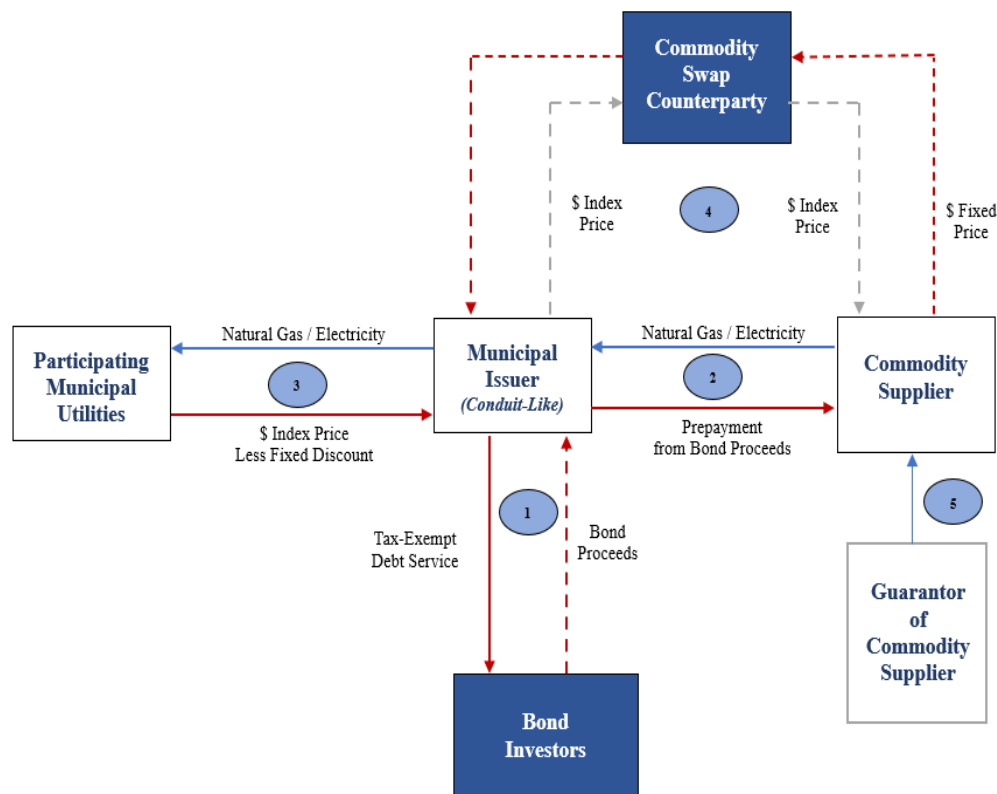 Commodity
Swap
Counterparty
$ Index
Price
4
$ Index
Price
$ Fixed
Price
Natural Gas / Electricity
Natural Gas / Electricity
Participating
Municipal
Utilities
3
Municipal
Issuer
(Conduit-Like)
2
Commodity
Supplier
$ Index Price
Less Fixed Discount
Prepayment
from Bond Proceeds
1
Tax-Exempt
Debt Service
Bond
Proceeds
5
Guarantor
of
Commodity
Supplier
Bond
Investors